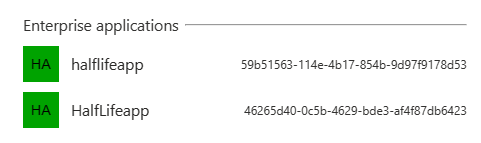 Enterprise applications
HA halflifeapp 59b51563-114e-4b17-854b-9d97f9178d53
HA HalfLifeapp 46265d40-0c5b-4629-bde3-af4f87db6423